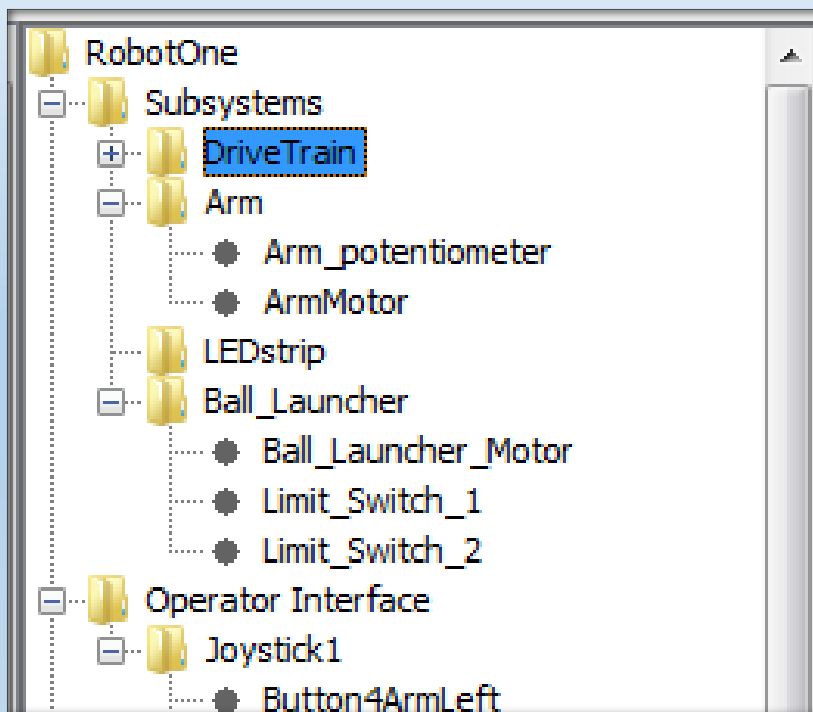 RobotOne
Subsystems
DriveTrain
Arm
Arm_potentiometer
ArmMotor
LEDstrip
Ball_Launcher
Ball_Launcher_Motor
Limit_Switch_1
Limit_Switch_2
Operator Interface
Joystick1
Button4ArmLeft